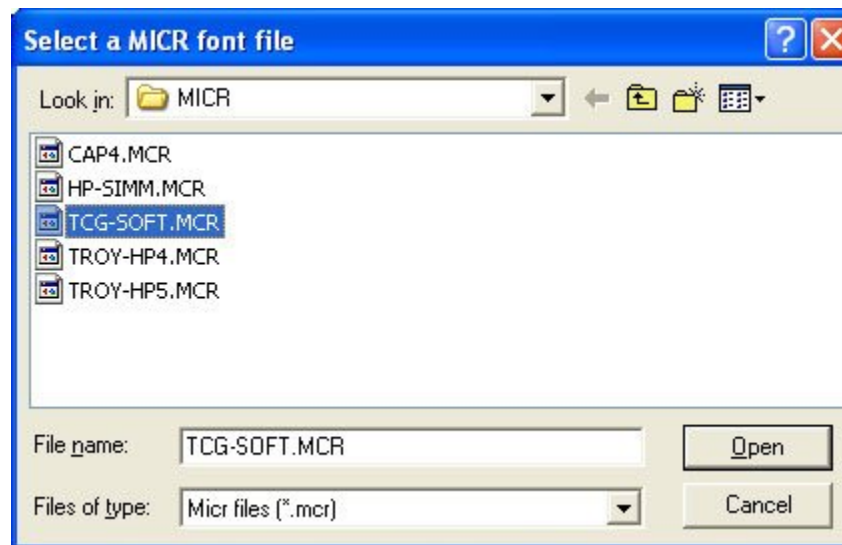 Select a MICR font file
Look in: MICR
CAP4.MCR
HP-SIMM.MCR
TCG-SOFT.MCR
TROY-HP4.MCR
TROY-HP5.MCR
File name: TCG-SOFT.MCR Open
Files of type: Micr files (*.mcr) Cancel